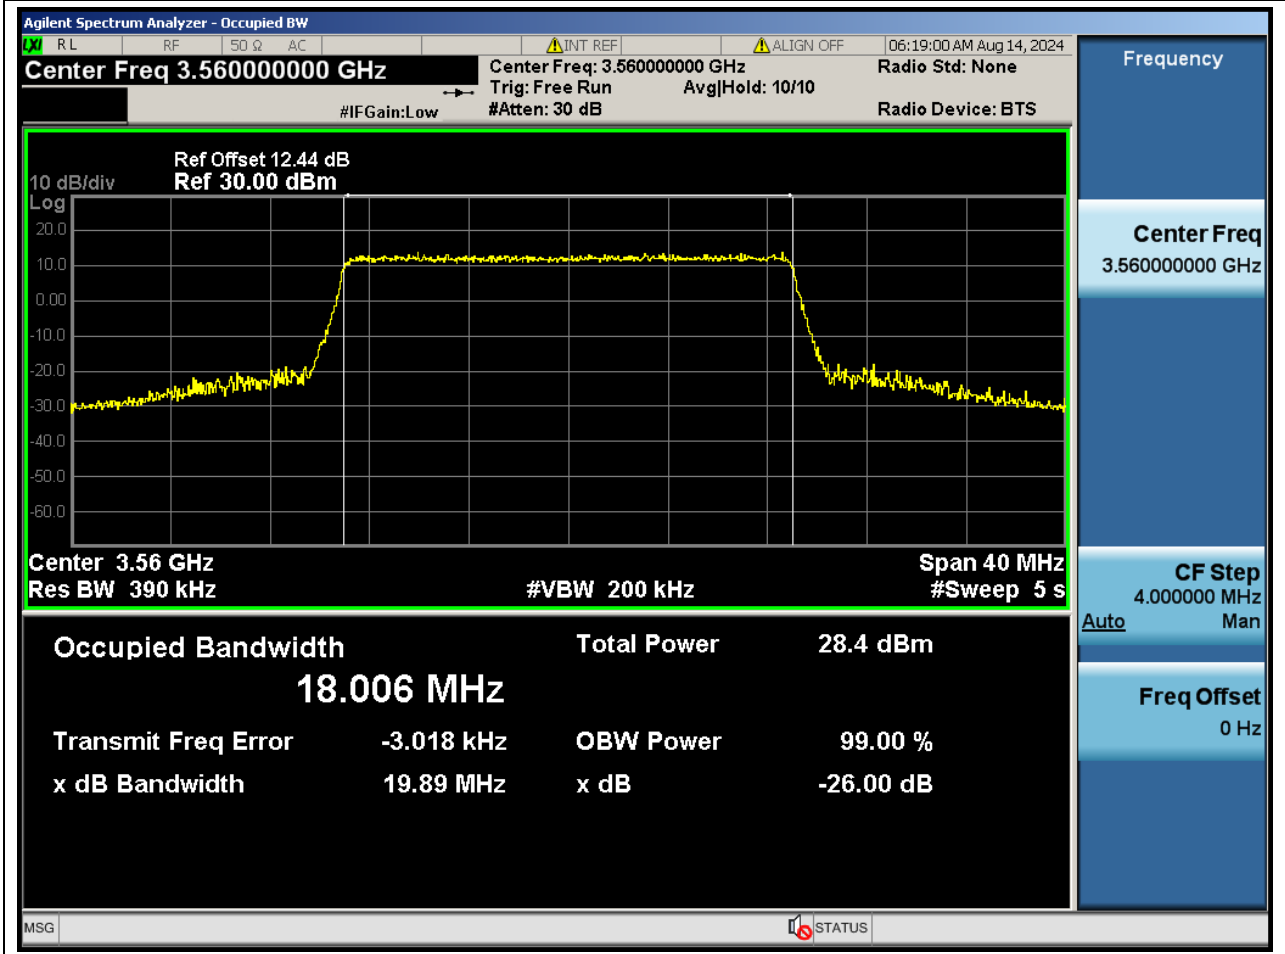 Agilent Spectrum Analyzer - Occupied BW
LXI RL RF 50 Ω AC INT REF ALIGN OFF 06:19:00 AM Aug 14, 2024
Center Freq 3.560000000 GHz
Center Freq: 3.560000000 GHz
Radio Std: None
Trig: Free Run Avg|Hold: 10/10
#IFGain:Low
#Atten: 30 dB
Radio Device: BTS
Ref Offset 12.44 dB
10 dB/div
Ref 30.00 dBm
Log
20.0
10.0
0.00
-10.0
-20.0
-30.0
-40.0
-50.0
-60.0
Center 3.56 GHz
Span 40 MHz
Res BW 390 kHz
#VBW 200 kHz
#Sweep 5 s
Occupied Bandwidth
Total Power 28.4 dBm
18.006 MHz
Transmit Freq Error -3.018 kHz
OBW Power 99.00 %
x dB Bandwidth 19.89 MHz
x dB -26.00 dB
Frequency
Center Freq
3.560000000 GHz
CF Step
4.000000 MHz
Auto Man
Freq Offset
0 Hz
MSG
STATUS